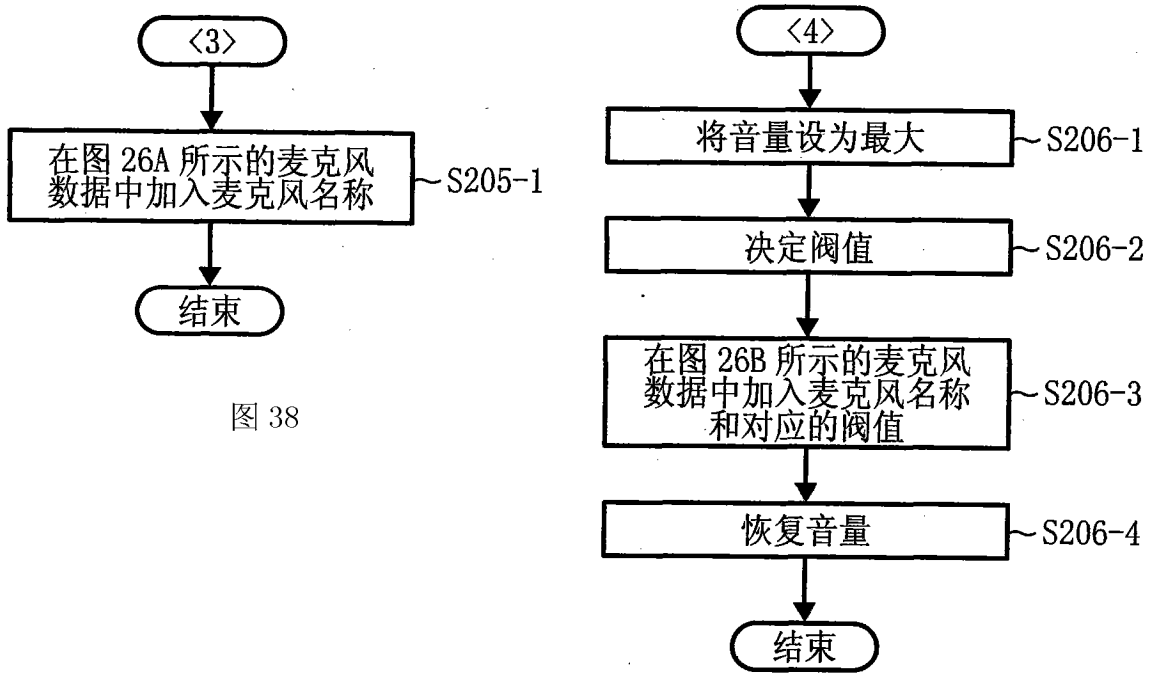 <3>
在图 26A 所示的麦克风
数据中加入麦克风名称
S205-1
结束
图 38
<4>
将音量设为最大
S206-1
决定阀值
S206-2
在图 26B 所示的麦克风
数据中加入麦克风名称
和对应的阀值
S206-3
恢复音量
S206-4
结束